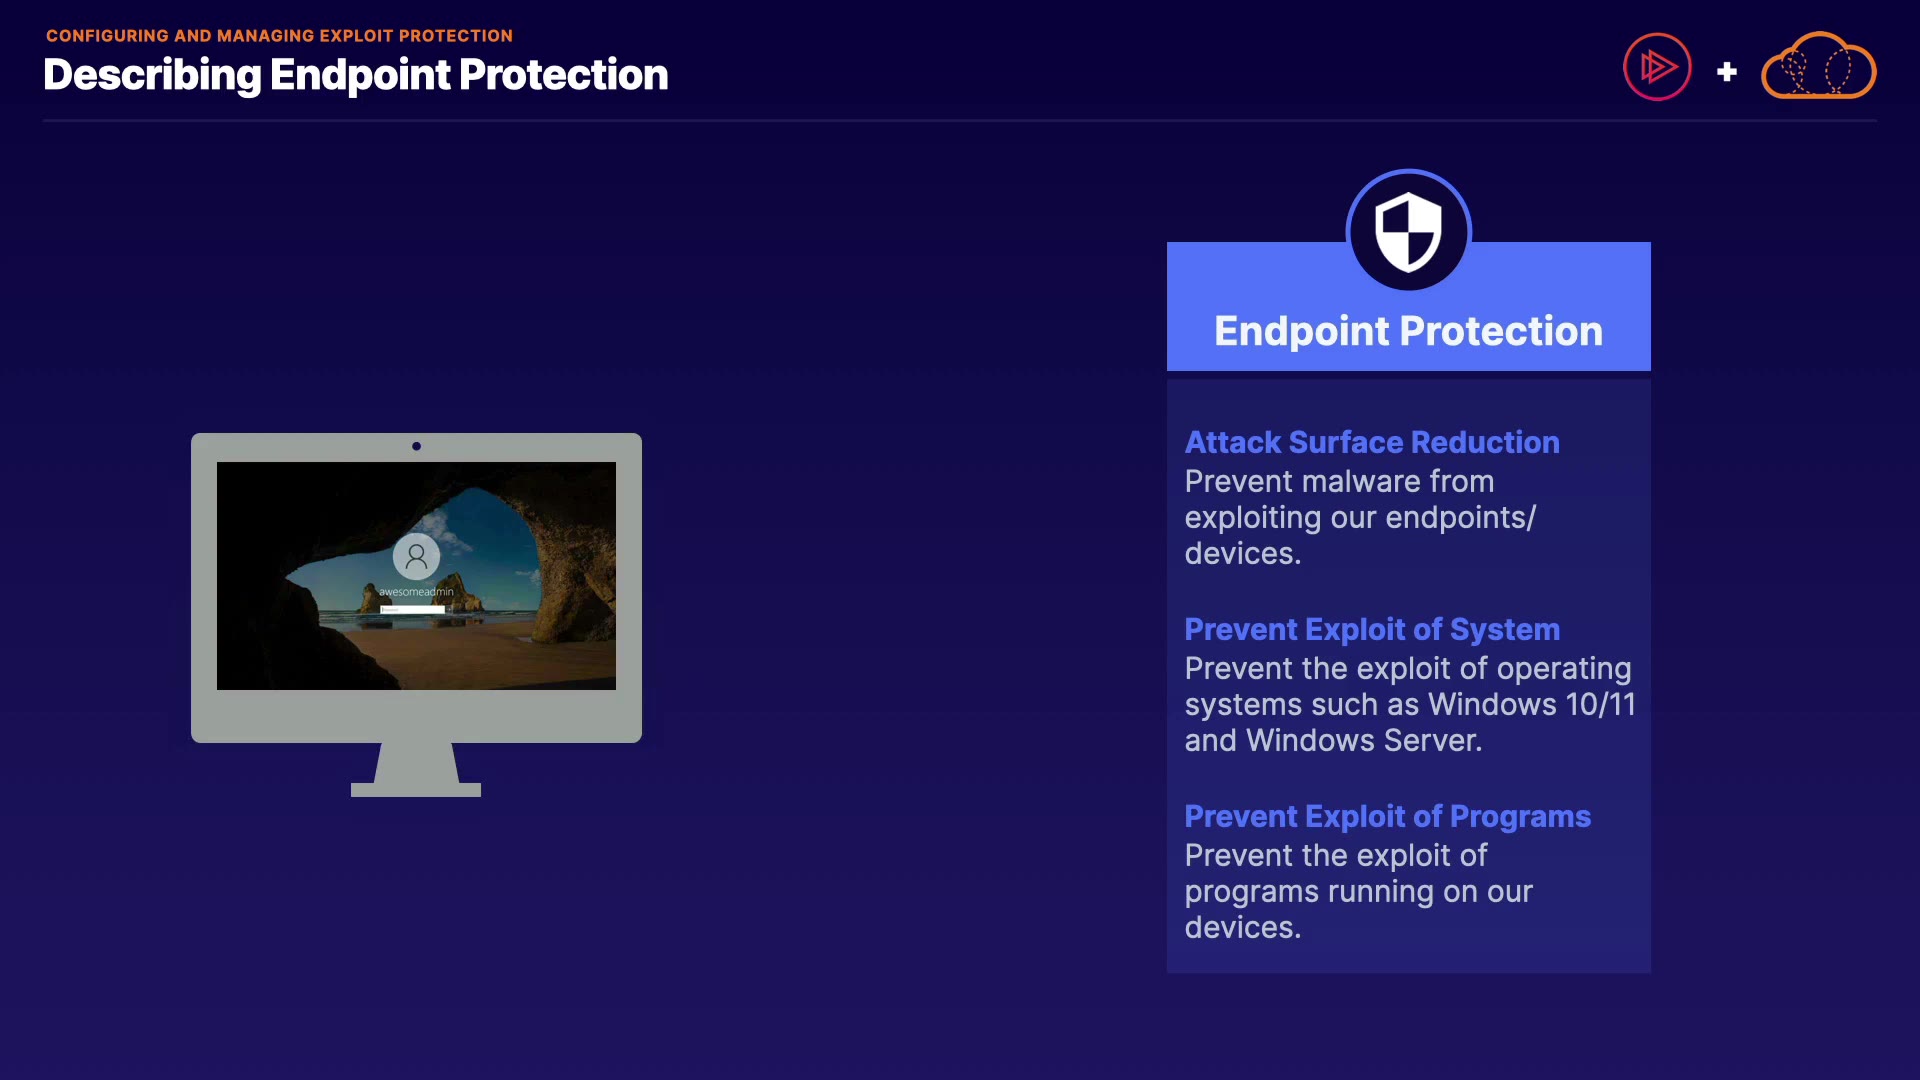 CONFIGURING AND MANAGING EXPLOIT PROTECTION
Describing Endpoint Protection
+
Endpoint Protection
Attack Surface Reduction
Prevent malware from
exploiting our endpoints/
devices.
Prevent Exploit of System
Prevent the exploit of operating
systems such as Windows 10/11
and Windows Server.
Prevent Exploit of Programs
Prevent the exploit of
programs running on our
devices.
awesomeadmin